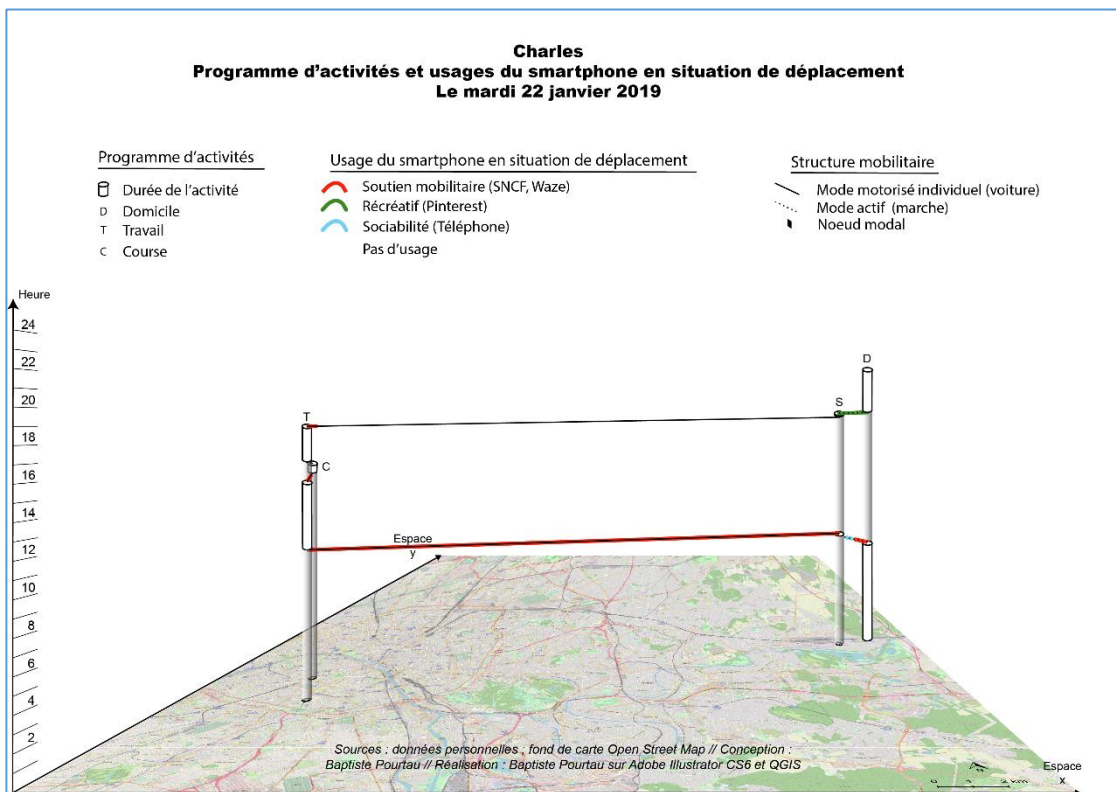 Charles
Programme d'activités et usages du smartphone en situation de déplacement
Le mardi 22 janvier 2019
Programme d'activités
Durée de l'activité
D Domicile
T Travail
C Course
Usage du smartphone en situation de déplacement
Soutien mobilitaire (SNCF, Waze)
Récréatif (Pinterest)
Sociabilité (Téléphone)
Pas d'usage
Structure mobilitaire
Mode motorisé individuel (voiture)
Mode actif (marche)
Noeud modal
Heure
24
22
20
18
16
14
12
10
8
6
4
2
T
C
S
D
Espace
y
Sources : données personnelles , fond de carte Open Street Map // Conception :
Baptiste Pourtau // Réalisation : Baptiste Pourtau sur Adobe Illustrator CS6 et QGIS
0 1 2 km
Espace
x